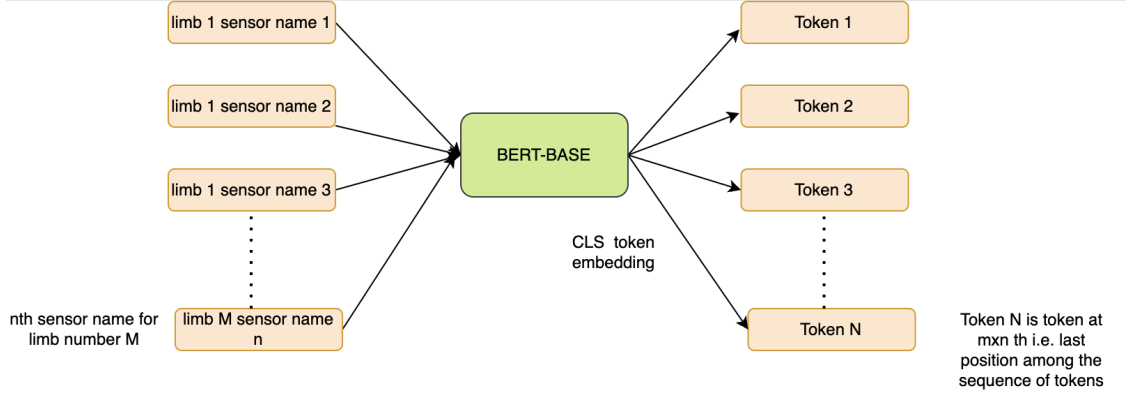 limb 1 sensor name 1
Token 1
limb 1 sensor name 2
Token 2
BERT-BASE
limb 1 sensor name 3
Token 3
CLS token
embedding
nth sensor name for
limb number M
limb M sensor name
n
Token N
Token N is token at
mxn th i.e. last
position among the
sequence of tokens